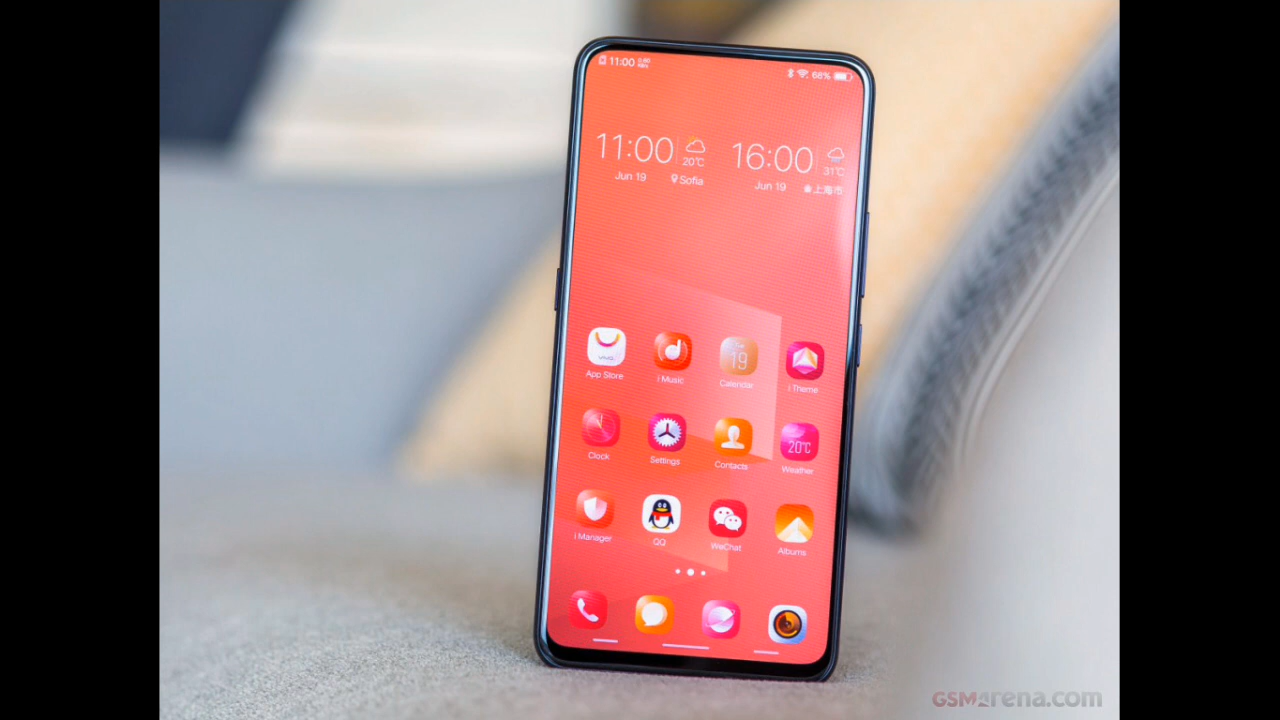 11:00
68%
11:00 20℃
Jun 19 Sofia
16:00 31℃
Jun 19 上海市
vivo
App Store
i Music
19
Calendar
i Theme
Clock
Settings
Contacts
20℃
Weather
i Manager
QQ
WeChat
Albums
GSMArena.com